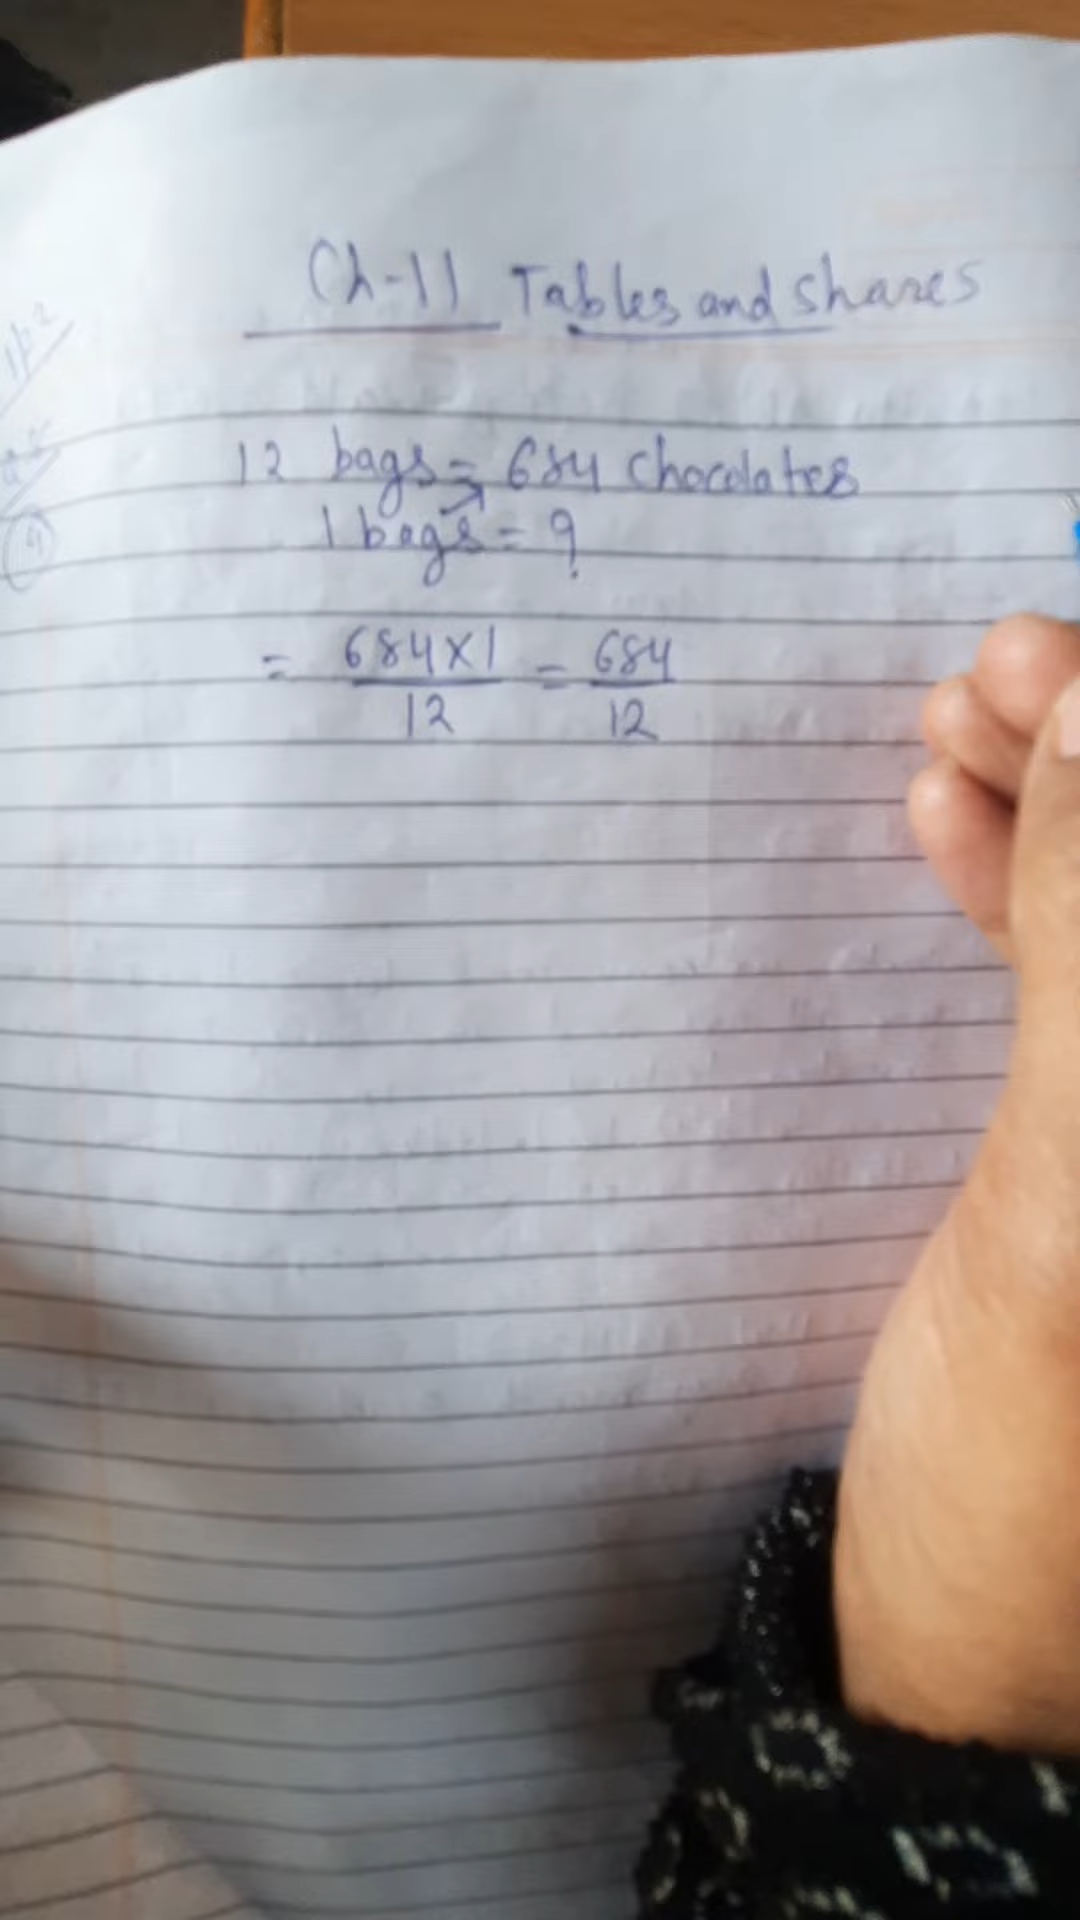 Ch-11 Tables and shares
12 bags = 684 Chocolates
1 bags = ?
= 684×1/12 = 684/12